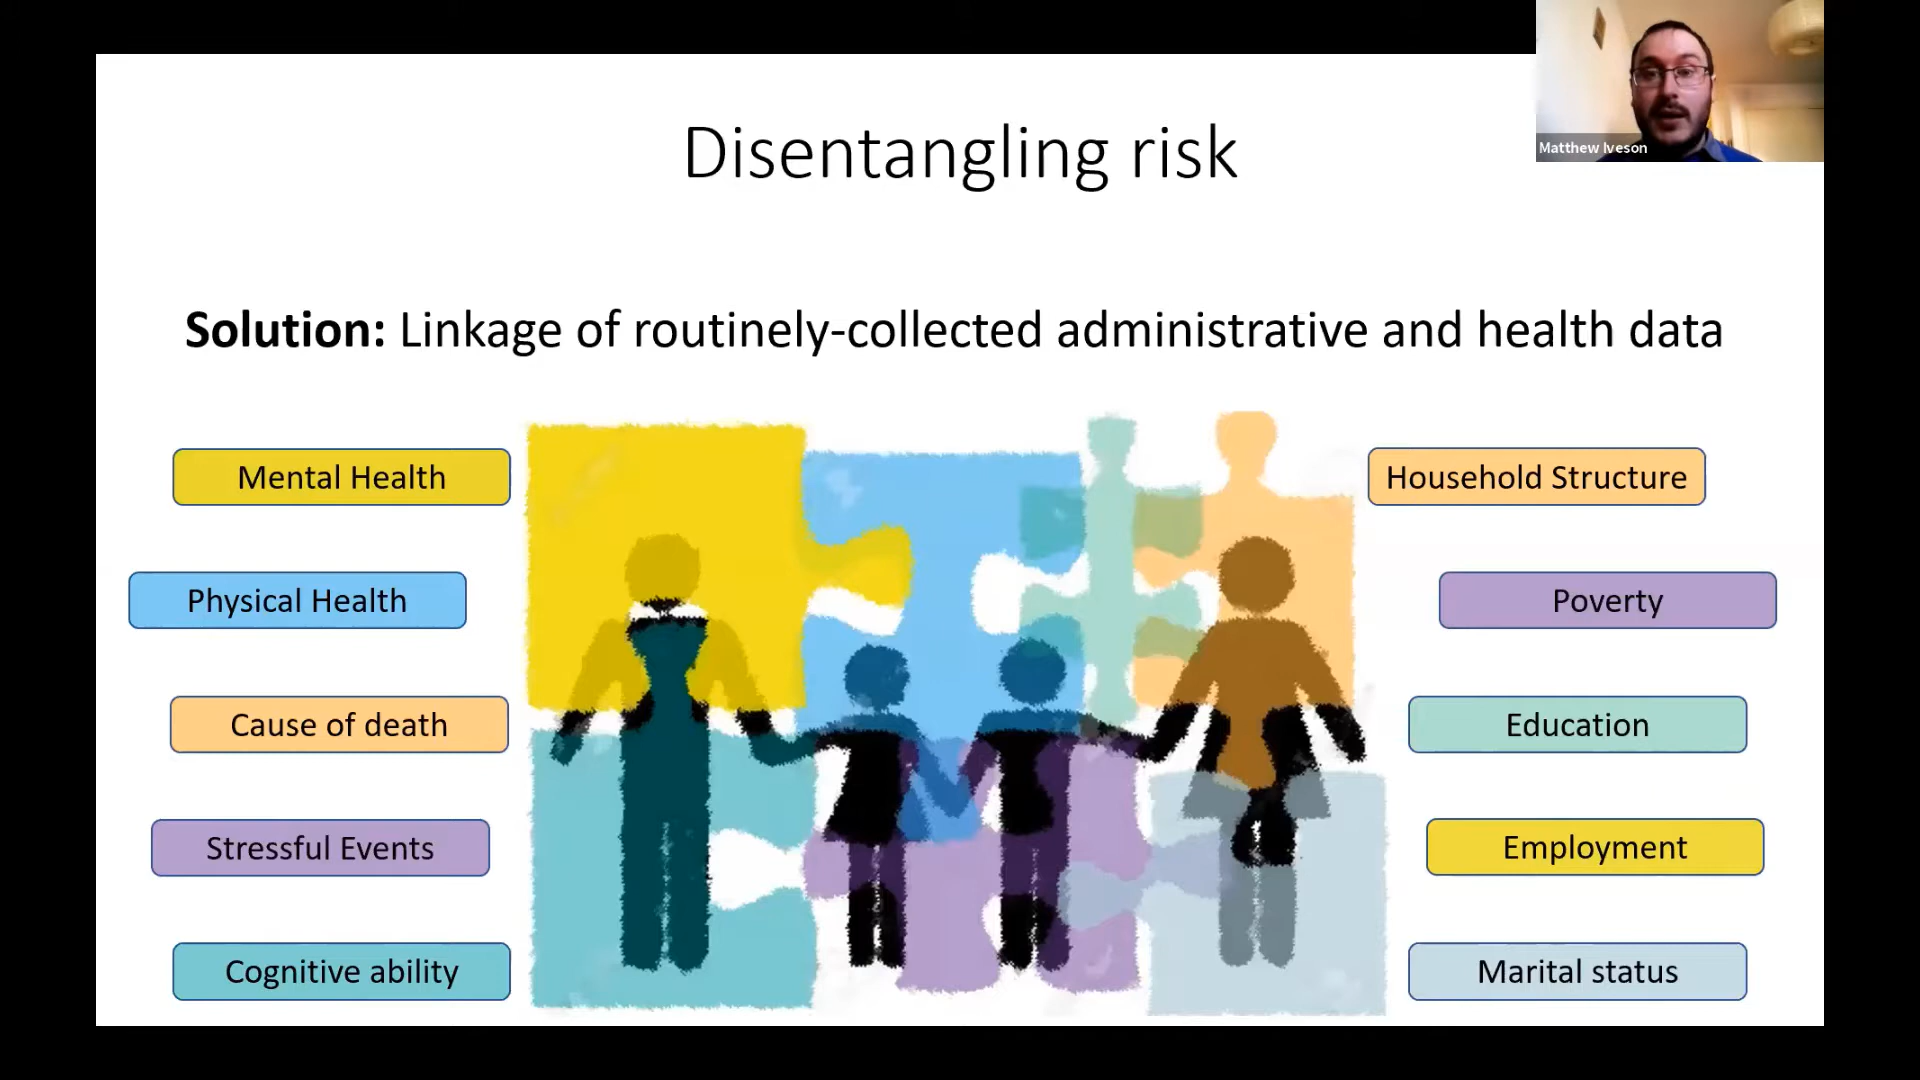 Disentangling risk
Matthew Iveson
Solution: Linkage of routinely-collected administrative and health data
Mental Health
Physical Health
Cause of death
Stressful Events
Cognitive ability
Household Structure
Poverty
Education
Employment
Marital status